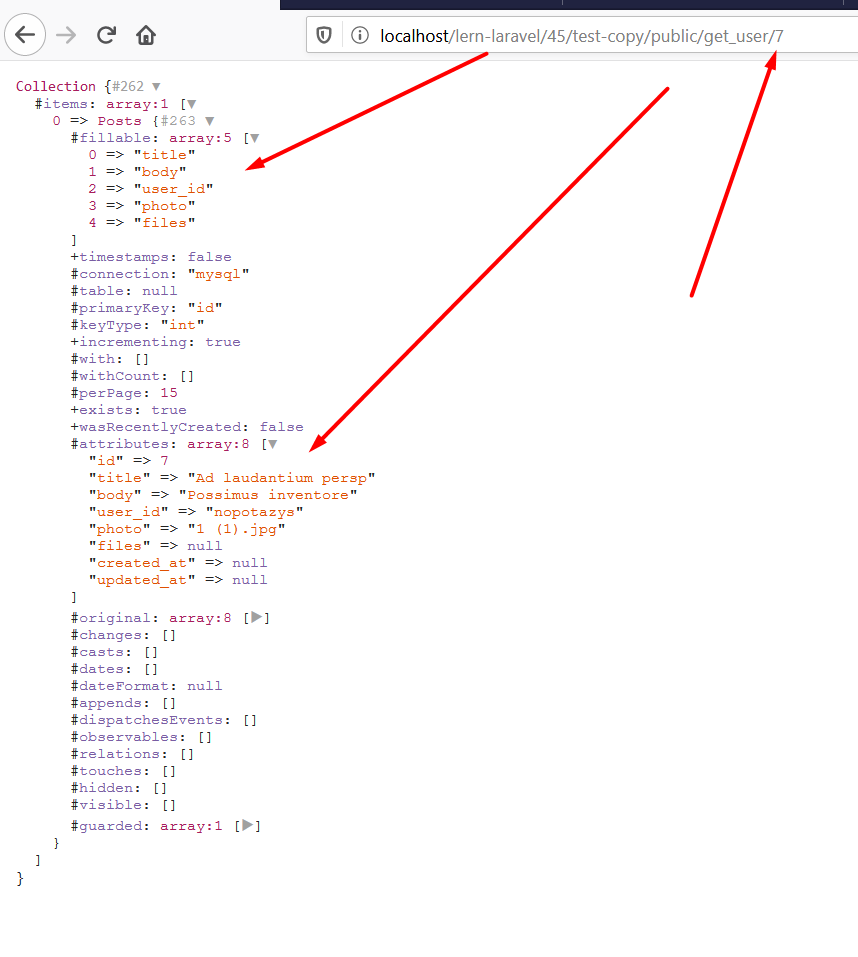 localhost/lern-laravel/45/test-copy/public/get_user/7
Collection {#262 ▼
#items: array:1 [▼
0 => Posts {#263 ▼
#fillable: array:5 [▼
0 => "title"
1 => "body"
2 => "user_id"
3 => "photo"
4 => "files"
]
+timestamps: false
#connection: "mysql"
#table: null
#primaryKey: "id"
#keyType: "int"
+incrementing: true
#with: []
#withCount: []
#perPage: 15
+exists: true
+wasRecentlyCreated: false
#attributes: array:8 [▼
"id" => 7
"title" => "Ad laudantium persp"
"body" => "Possimus inventore"
"user_id" => "nopotazys"
"photo" => "1 (1).jpg"
"files" => null
"created_at" => null
"updated_at" => null
]
#original: array:8 [▶]
#changes: []
#casts: []
#dates: []
#dateFormat: null
#appends: []
#dispatchesEvents: []
#observables: []
#relations: []
#touches: []
#hidden: []
#visible: []
#guarded: array:1 [▶]
}
]
}